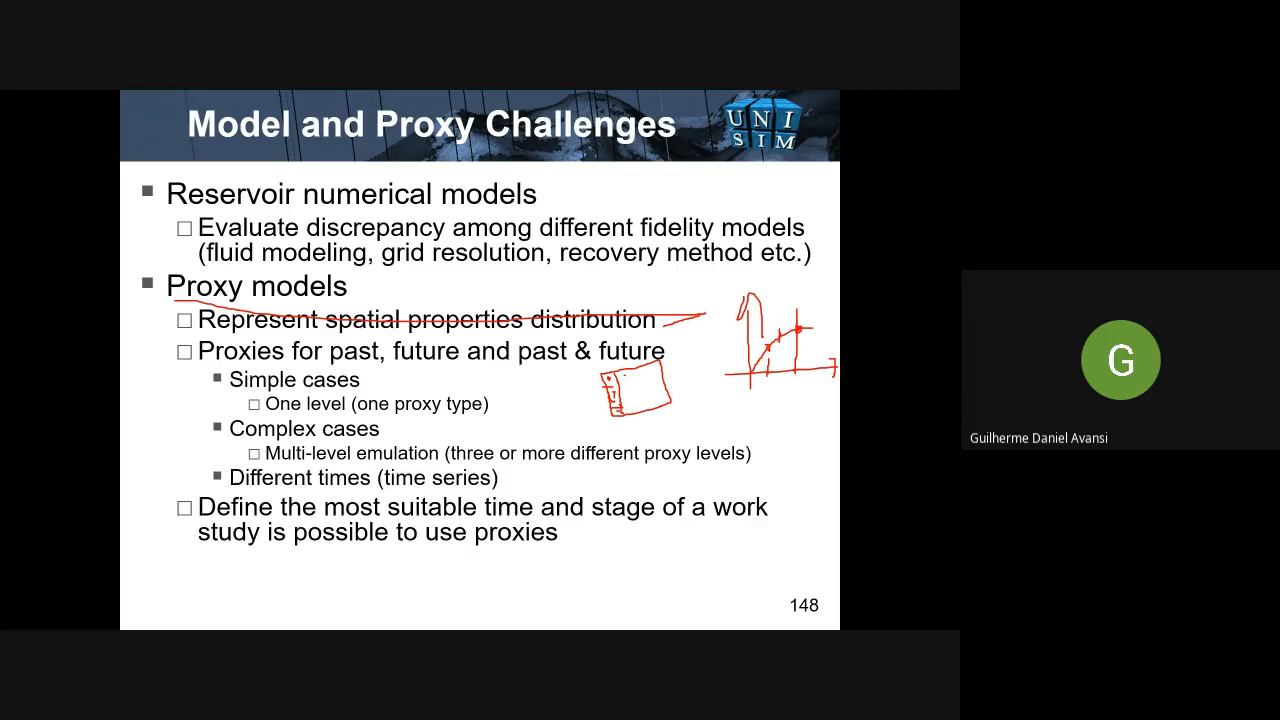 Model and Proxy Challenges
UNI
SIM
Reservoir numerical models
Evaluate discrepancy among different fidelity models
(fluid modeling, grid resolution, recovery method etc.)
Proxy models
Represent spatial properties distribution
Proxies for past, future and past & future
Simple cases
One level (one proxy type)
Complex cases
Multi-level emulation (three or more different proxy levels)
Different times (time series)
Define the most suitable time and stage of a work
study is possible to use proxies
148
G
Guilherme Daniel Avansi